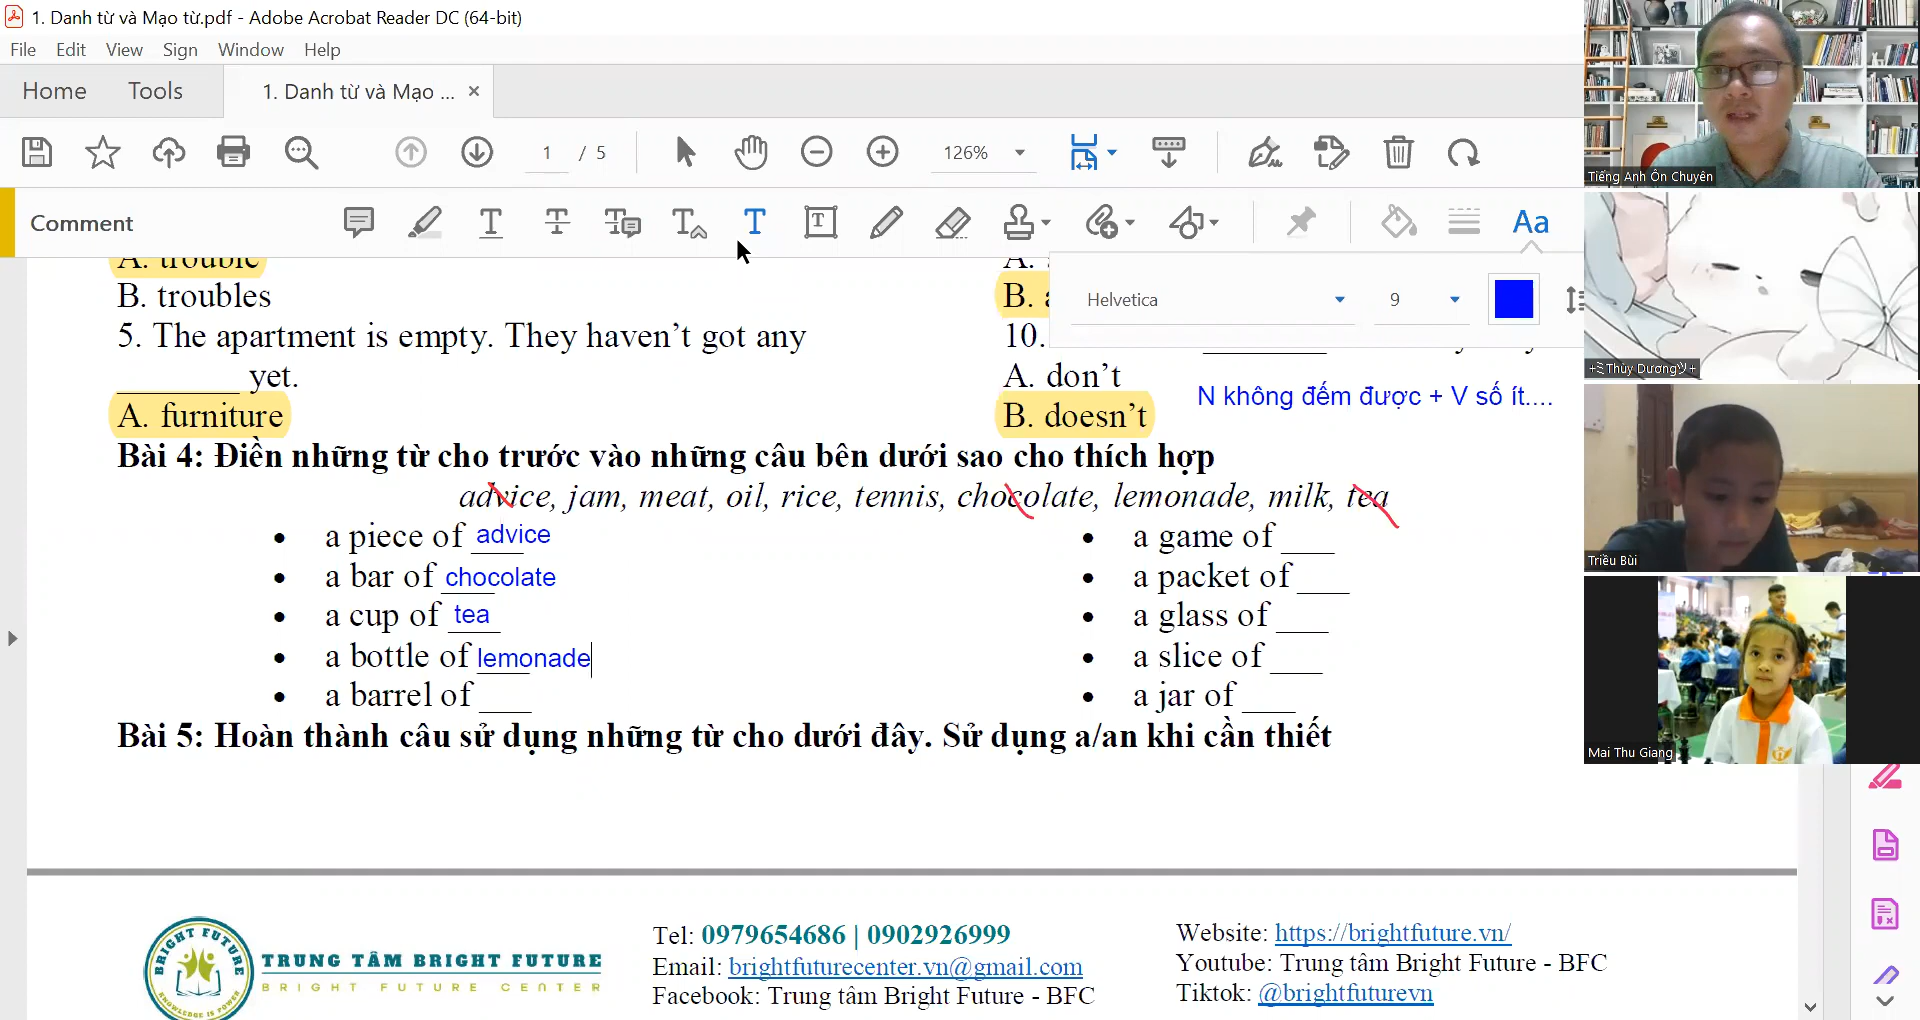 1. Danh từ và Mạo từ.pdf - Adobe Acrobat Reader DC (64-bit)
File Edit View Sign Window Help
Home Tools 1. Danh từ và Mạo ... ×
1 / 5 126%
Comment
Aa
Helvetica 9
A. trouble
B. troubles
5. The apartment is empty. They haven't got any
______ yet.
A. furniture
A.
B.
10.
A. don't
B. doesn't
N không đếm được + V số ít....
Bài 4: Điền những từ cho trước vào những câu bên dưới sao cho thích hợp
advice, jam, meat, oil, rice, tennis, chocolate, lemonade, milk, tea
• a piece of advice
• a bar of chocolate
• a cup of tea
• a bottle of lemonade
• a barrel of ___
• a game of ___
• a packet of ___
• a glass of ___
• a slice of ___
• a jar of ___
Bài 5: Hoàn thành câu sử dụng những từ cho dưới đây. Sử dụng a/an khi cần thiết
BRIGHT FUTURE
KNOWLEDGE IS POWER
TRUNG TÂM BRIGHT FUTURE
BRIGHT FUTURE CENTER
Tel: 0979654686 | 0902926999
Email: brightfuturecenter.vn@gmail.com
Facebook: Trung tâm Bright Future - BFC
Website: https://brightfuture.vn/
Youtube: Trung tâm Bright Future - BFC
Tiktok: @brightfuturevn
Tiếng Anh Ôn Chuyên
Thùy Dương
Triều Bùi
Mai Thu Giang